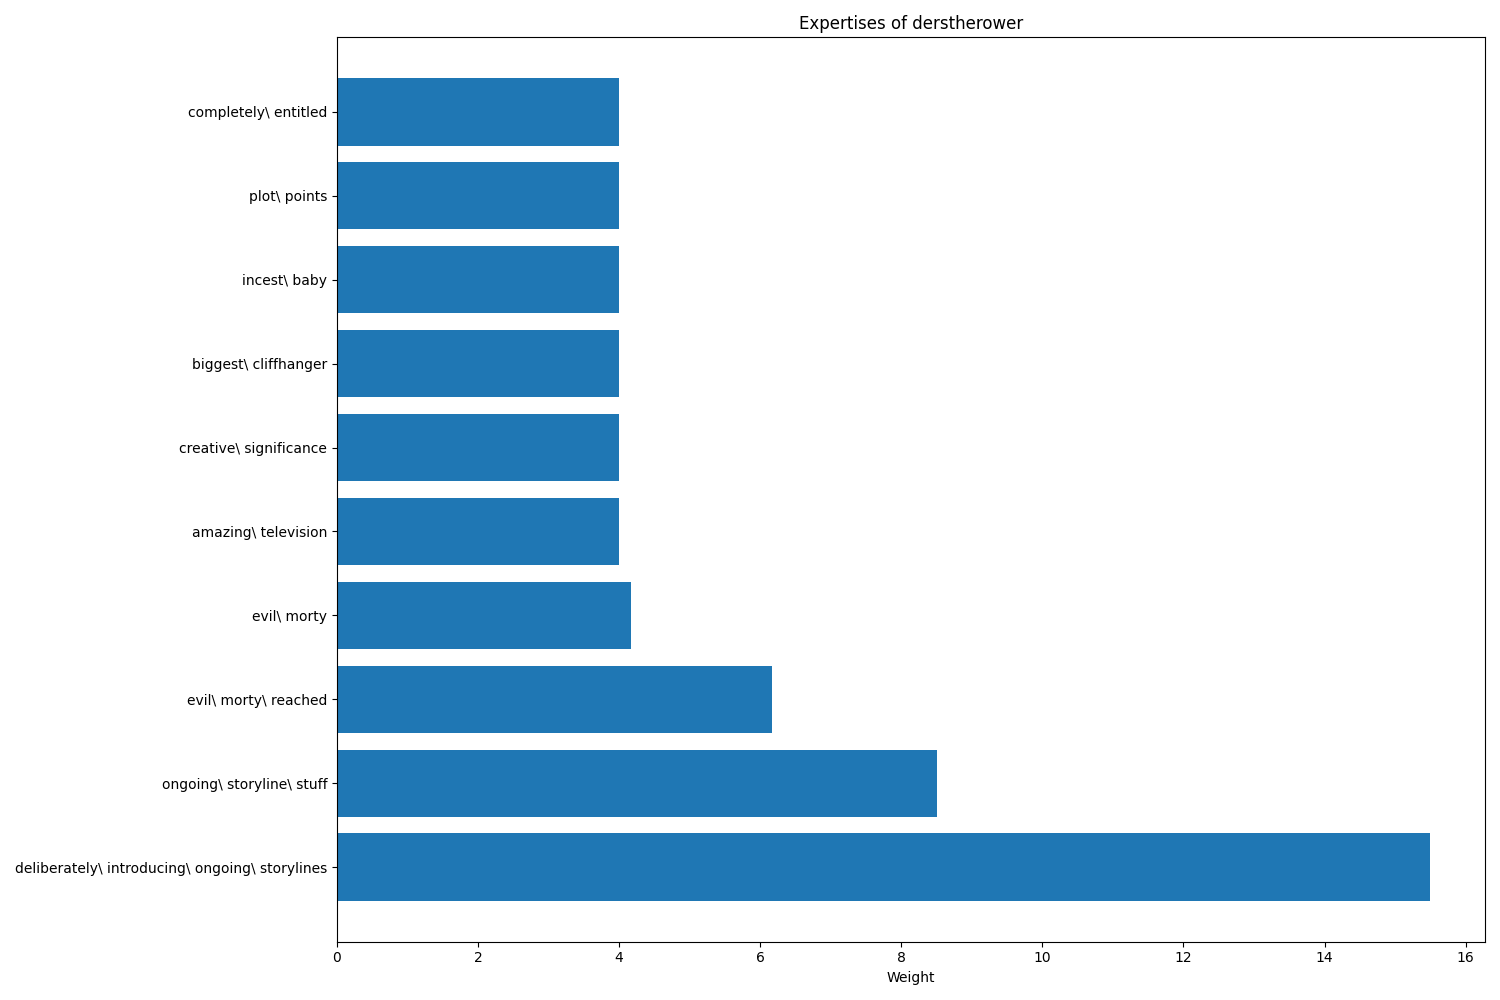 Expertises of derstherower
completely\ entitled
plot\ points
incest\ baby
biggest\ cliffhanger
creative\ significance
amazing\ television
evil\ morty
evil\ morty\ reached
ongoing\ storyline\ stuff
deliberately\ introducing\ ongoing\ storylines
0 2 4 6 8 10 12 14 16
Weight